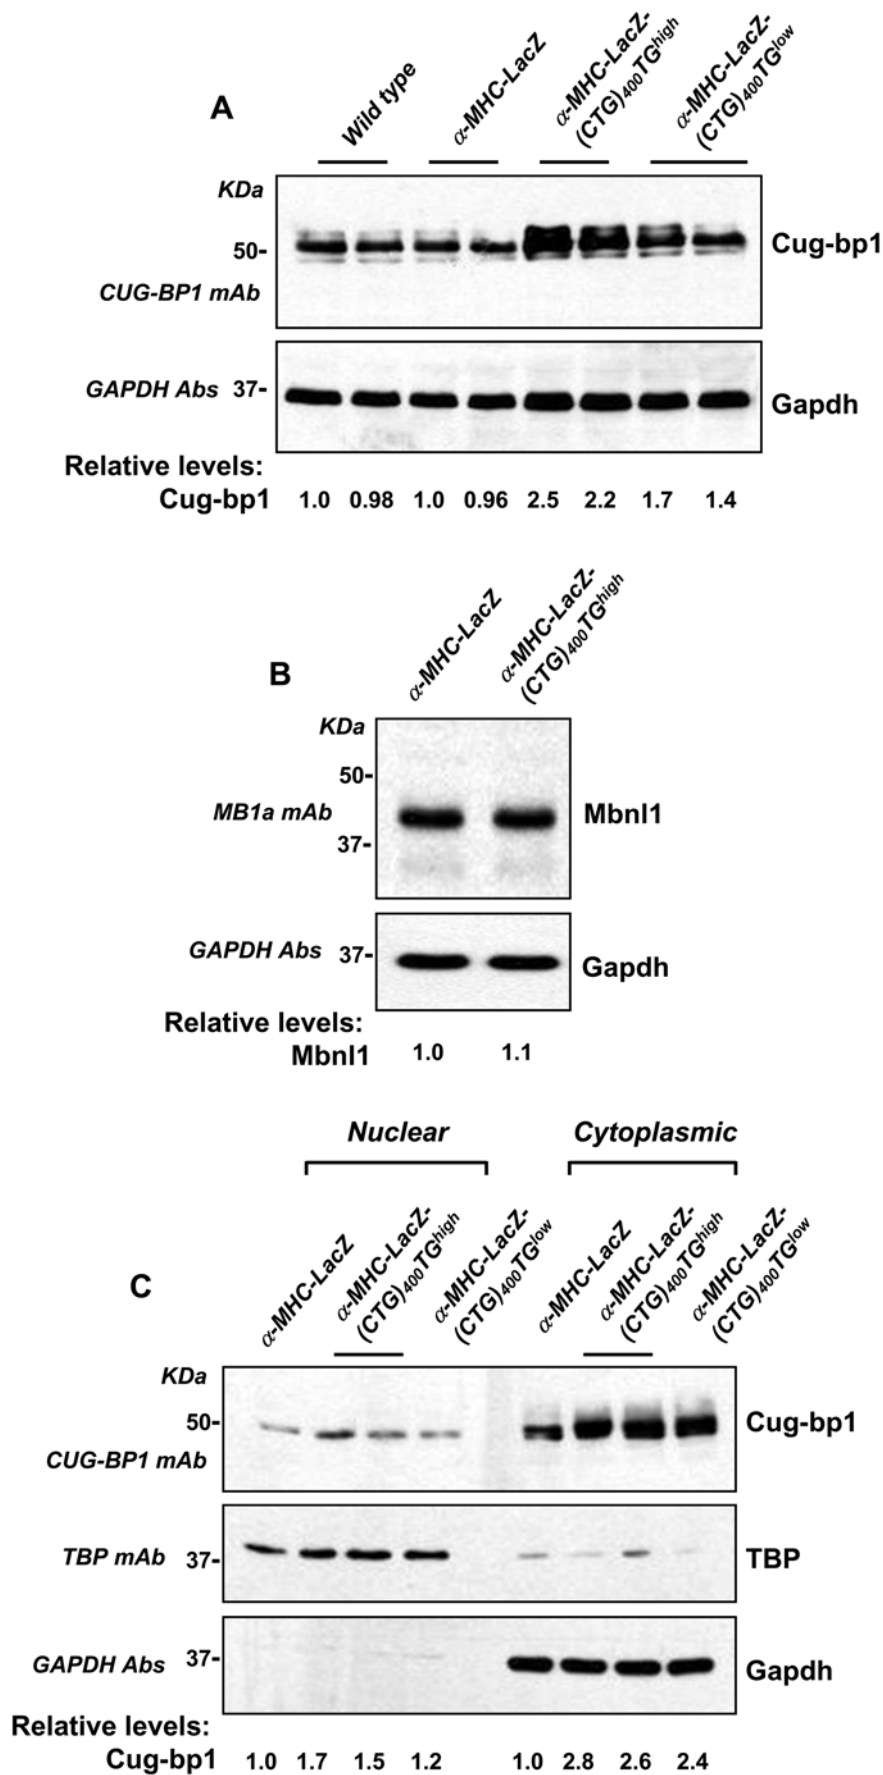 A
Wild type
α-MHC-LacZ
α-MHC-LacZ-
(CTG)400TGhigh
α-MHC-LacZ-
(CTG)400TGlow
KDa
50-
Cug-bp1
CUG-BP1 mAb
GAPDH Abs 37-
Gapdh
Relative levels:
Cug-bp1 1.0 0.98 1.0 0.96 2.5 2.2 1.7 1.4
B
α-MHC-LacZ
α-MHC-LacZ-
(CTG)400TGhigh
KDa
50-
MB1a mAb
Mbnl1
37-
GAPDH Abs 37-
Gapdh
Relative levels:
Mbnl1 1.0 1.1
Nuclear
Cytoplasmic
C
α-MHC-LacZ
α-MHC-LacZ-
(CTG)400TGhigh
α-MHC-LacZ-
(CTG)400TGlow
α-MHC-LacZ
α-MHC-LacZ-
(CTG)400TGhigh
α-MHC-LacZ-
(CTG)400TGlow
KDa
50-
Cug-bp1
CUG-BP1 mAb
TBP mAb 37-
TBP
GAPDH Abs 37-
Gapdh
Relative levels:
Cug-bp1 1.0 1.7 1.5 1.2 1.0 2.8 2.6 2.4